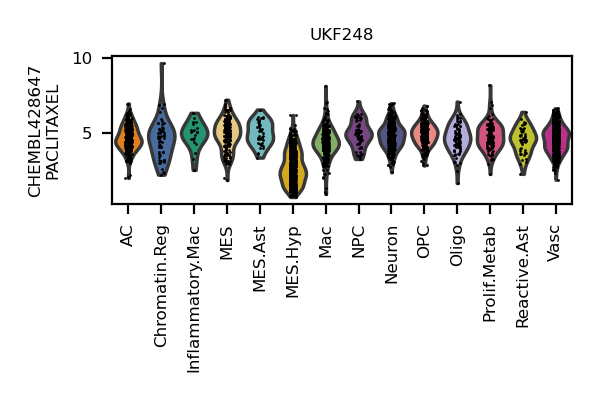 UKF248
CHEMBL428647
PACLITAXEL
10
5
AC
Chromatin.Reg
Inflammatory.Mac
MES
MES.Ast
MES.Hyp
Mac
NPC
Neuron
OPC
Oligo
Prolif.Metab
Reactive.Ast
Vasc